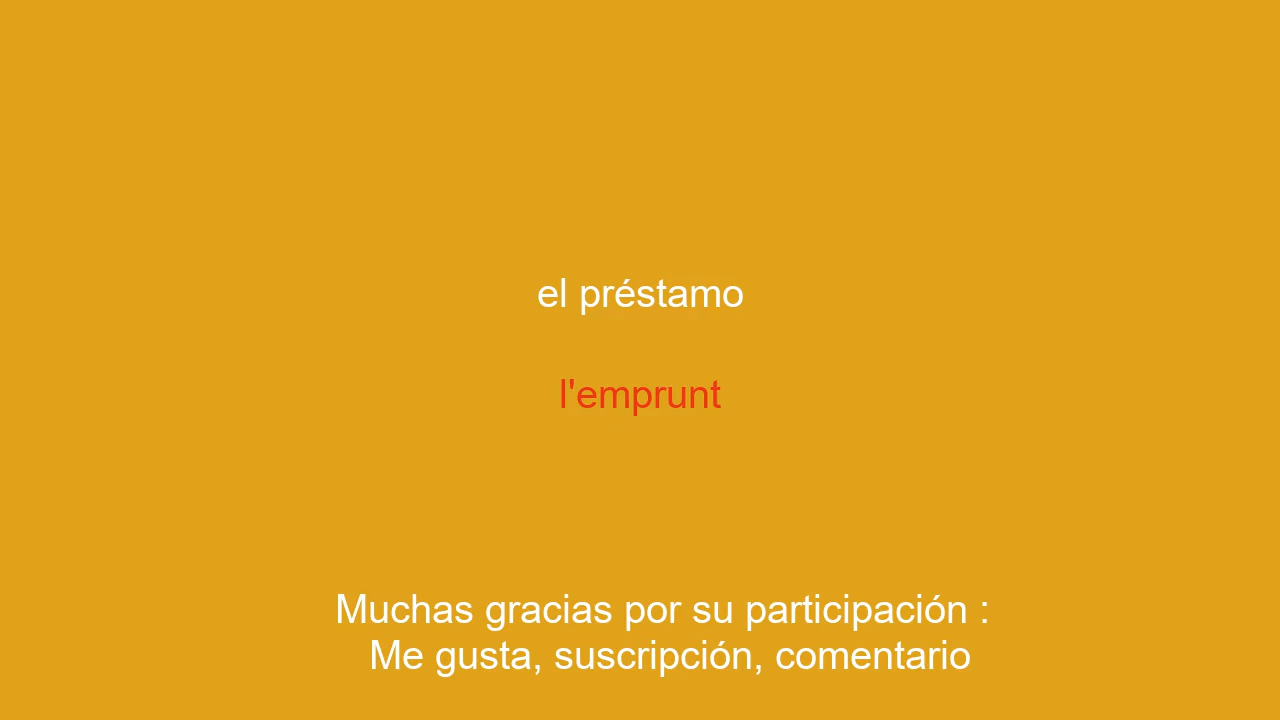 el préstamo
l'emprunt
Muchas gracias por su participación :
Me gusta, suscripción, comentario